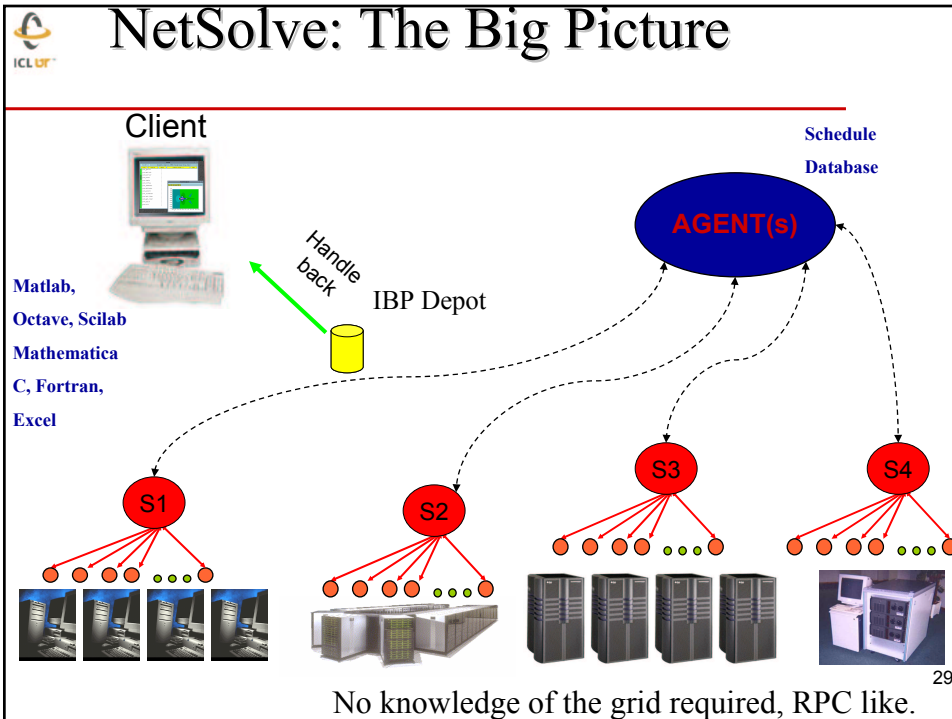 NetSolve: The Big Picture
ICL UT
Client
Schedule
Database
AGENT(s)
Handle
back
IBP Depot
Matlab,
Octave, Scilab
Mathematica
C, Fortran,
Excel
S1
S2
S3
S4
29
No knowledge of the grid required, RPC like.